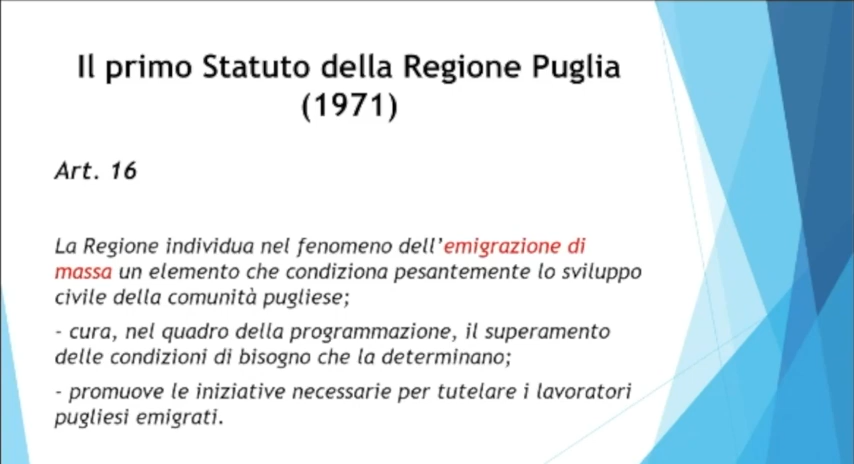 Il primo Statuto della Regione Puglia
(1971)
Art. 16
La Regione individua nel fenomeno dell'emigrazione di
massa un elemento che condiziona pesantemente lo sviluppo
civile della comunità pugliese;
- cura, nel quadro della programmazione, il superamento
delle condizioni di bisogno che la determinano;
- promuove le iniziative necessarie per tutelare i lavoratori
pugliesi emigrati.